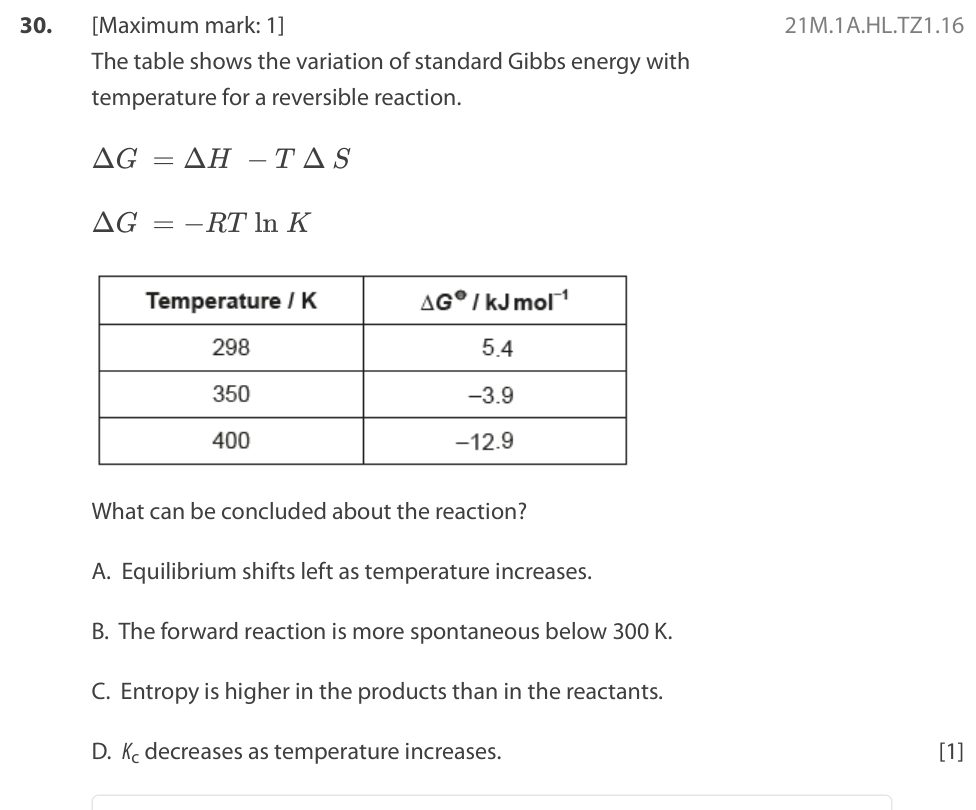 30. [Maximum mark: 1] 21M.1A.HL.TZ1.16
The table shows the variation of standard Gibbs energy with
temperature for a reversible reaction.
ΔG = ΔH − T Δ S
ΔG = −RT ln K
Temperature / K ΔG⦵ / kJ mol⁻¹
298 5.4
350 −3.9
400 −12.9
What can be concluded about the reaction?
A. Equilibrium shifts left as temperature increases.
B. The forward reaction is more spontaneous below 300 K.
C. Entropy is higher in the products than in the reactants.
D. Kc decreases as temperature increases. [1]